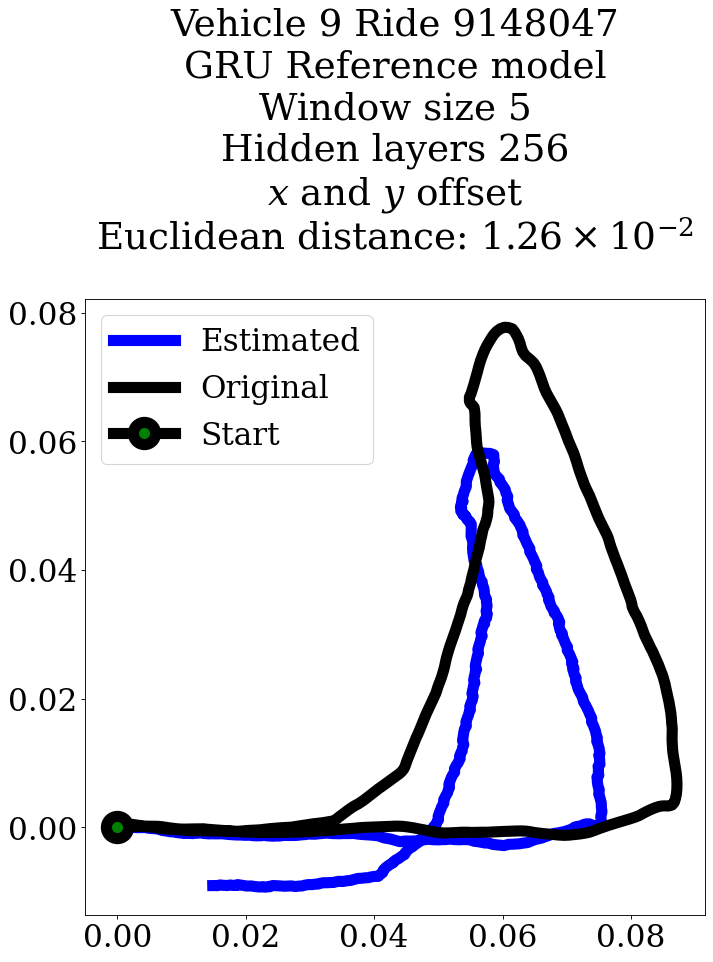 Vehicle 9 Ride 9148047
GRU Reference model
Window size 5
Hidden layers 256
x and y offset
Euclidean distance: 1.26 × 10⁻²
0.08
0.06
0.04
0.02
0.00
Estimated
Original
Start
0.00 0.02 0.04 0.06 0.08